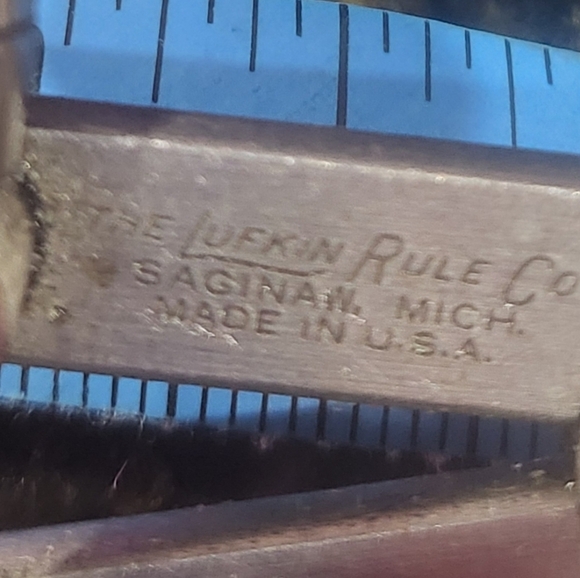 THE LUFKIN RULE CO
SAGINAW, MICH.
MADE IN U.S.A.